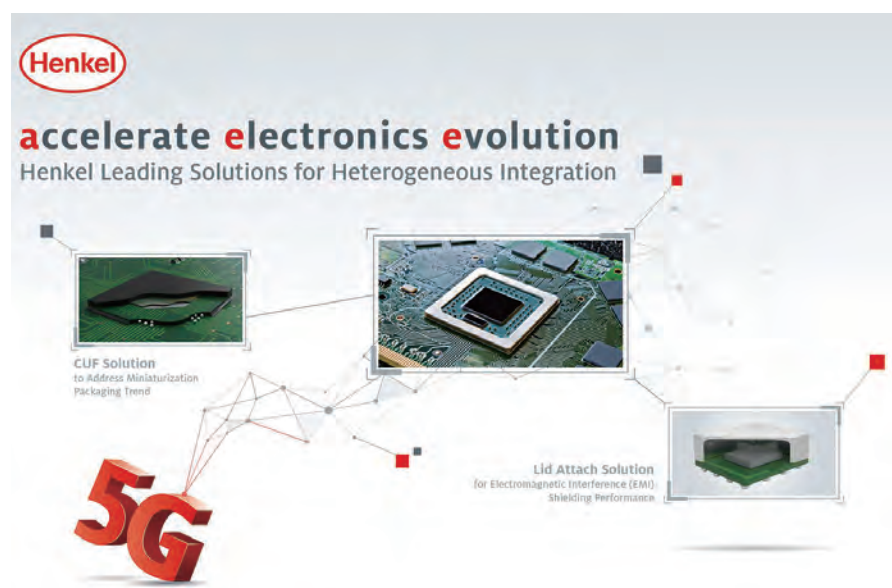 Henkel
accelerate electronics evolution
Henkel Leading Solutions for Heterogeneous Integration
CUF Solution
to Address Miniaturization
Packaging Trend
Lid Attach Solution
for Electromagnetic Interference (EMI)
Shielding Performance
5G